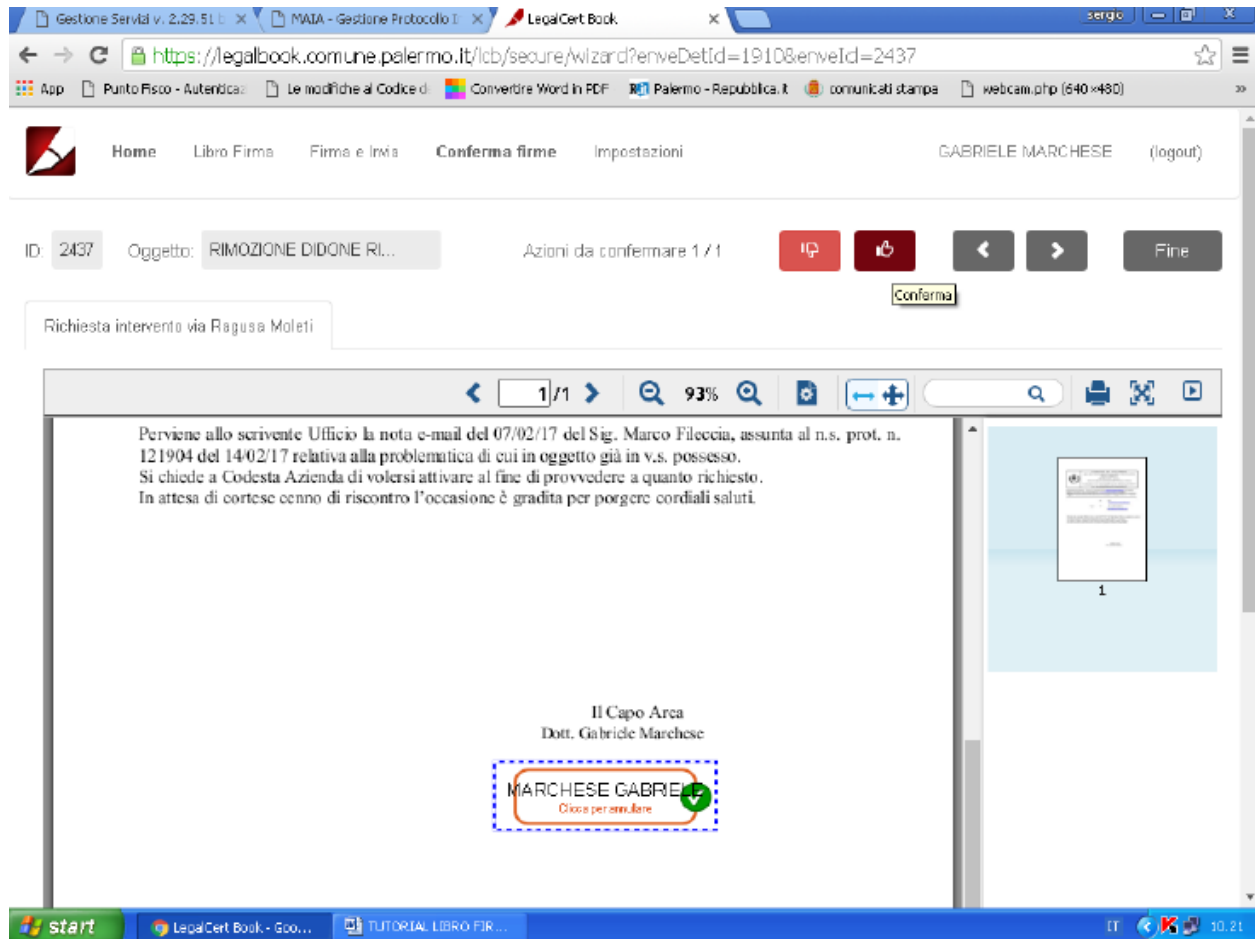 Gestione Servizi v. 2.29.51 b
MAIA - Gestione Protocollo I
LegalCert Book
sergio
https://legalbook.comune.palermo.it/lcb/secure/wizard?enveDetId=1910&enveId=2437
App
Punto Fisco - Autentica
Le modifiche al Codice d
Convertire Word in PDF
Palermo - Repubblica.it
comunicati stampa
webcam.php (640×480)
Home
Libro Firma
Firma e Invia
Conferma firme
Impostazioni
GABRIELE MARCHESE
(logout)
ID:
2437
Oggetto:
RIMOZIONE DIDONE RI...
Azioni da confermare 1 / 1
Fine
Conferma
Richiesta intervento via Ragusa Moleti
1/1
93%
Perviene allo scrivente Ufficio la nota e-mail del 07/02/17 del Sig. Marco Fileccia, assunta al n.s. prot. n.
121904 del 14/02/17 relativa alla problematica di cui in oggetto già in v.s. possesso.
Si chiede a Codesta Azienda di volersi attivare al fine di provvedere a quanto richiesto.
In attesa di cortese cenno di riscontro l'occasione è gradita per porgere cordiali saluti.
1
Il Capo Area
Dott. Gabriele Marchese
MARCHESE GABRIELE
Clicca per annullare
start
LegalCert Book - Goo...
TUTORIAL LIBRO FIR...
IT
10.21